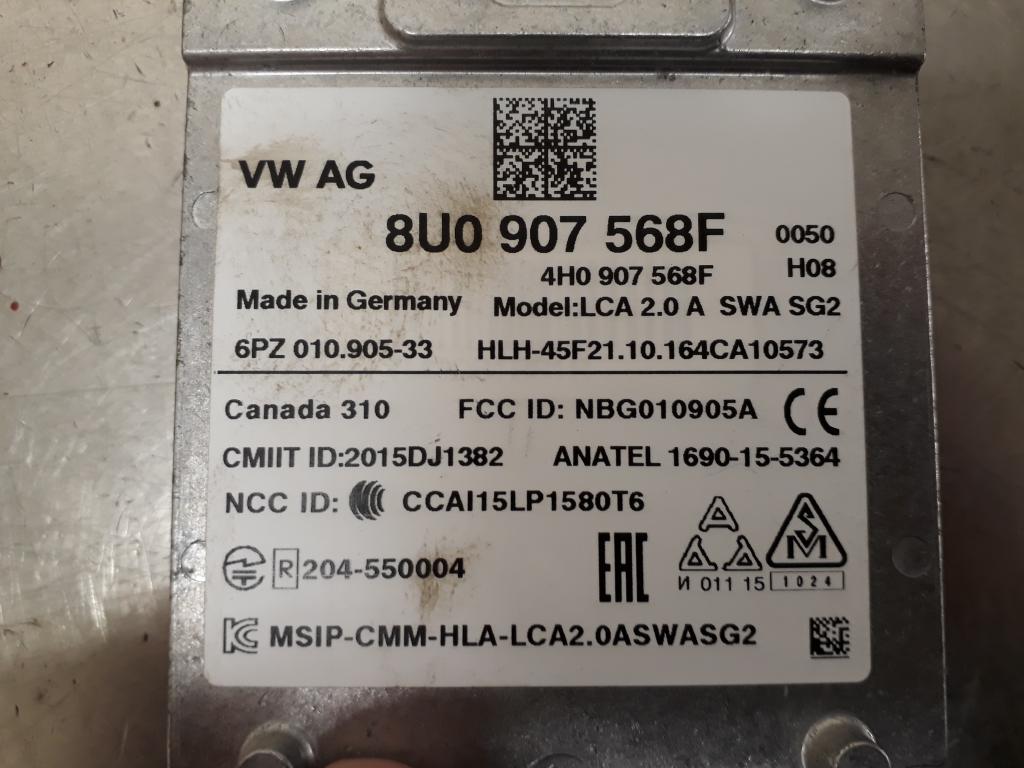 VW AG
8U0 907 568F 0050
4H0 907 568F H08
Made in Germany Model:LCA 2.0 A SWA SG2
6PZ 010.905-33 HLH-45F21.10.164CA10573
Canada 310 FCC ID: NBG010905A CE
CMIIT ID:2015DJ1382 ANATEL 1690-15-5364
NCC ID: CCAI15LP1580T6
R 204-550004 EAC
И 011 15 SM 1024
KC MSIP-CMM-HLA-LCA2.0ASWASG2